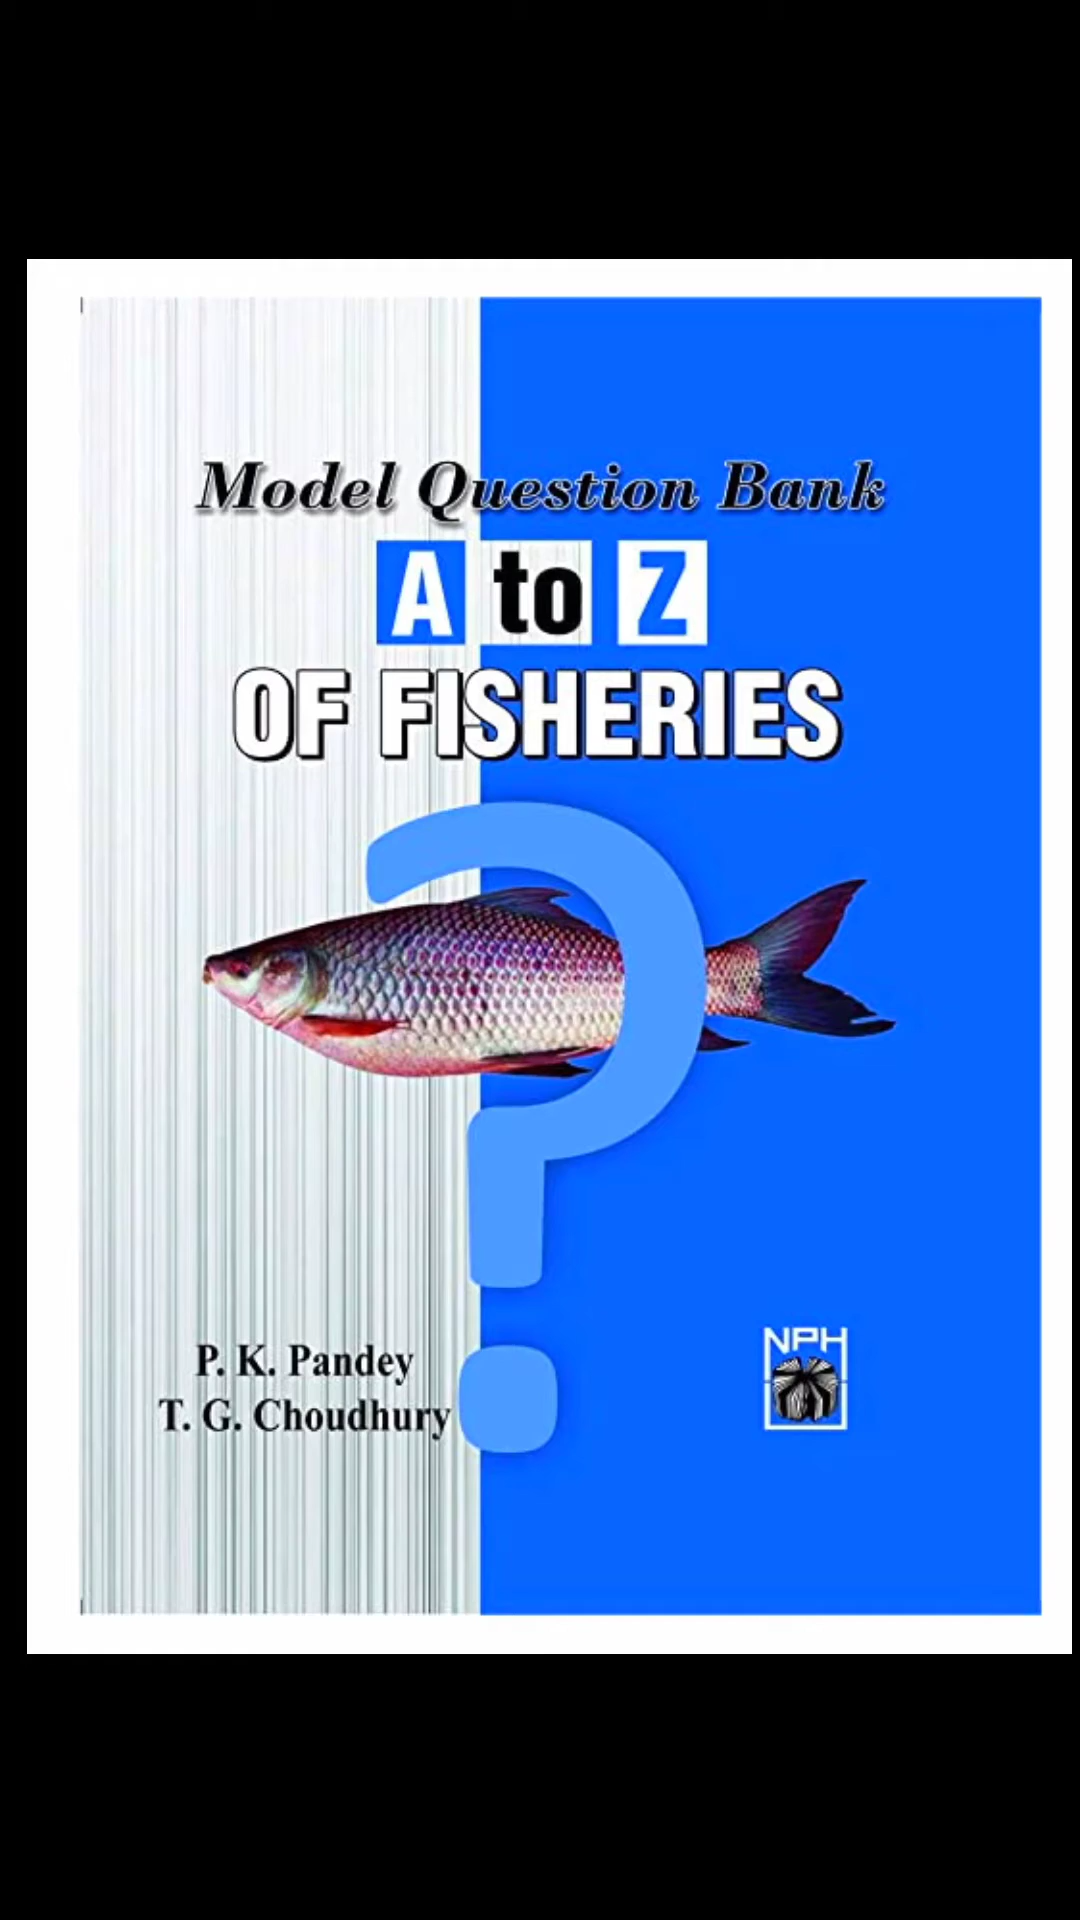 Model Question Bank
A to Z
OF FISHERIES
P. K. Pandey
T. G. Choudhury
NPH